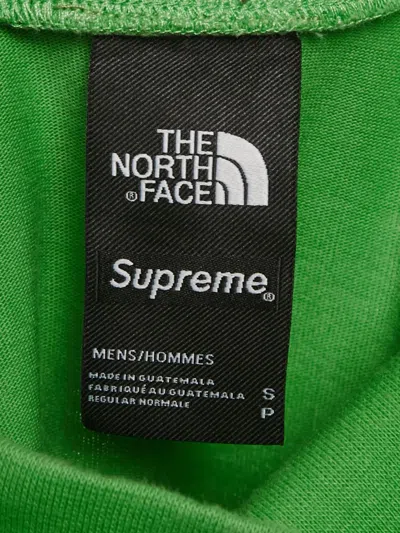 THE
NORTH
FACE®
Supreme®
MENS/HOMMES
MADE IN GUATEMALA
FABRIQUÉ AU GUATEMALA
REGULAR NORMALE
S
P